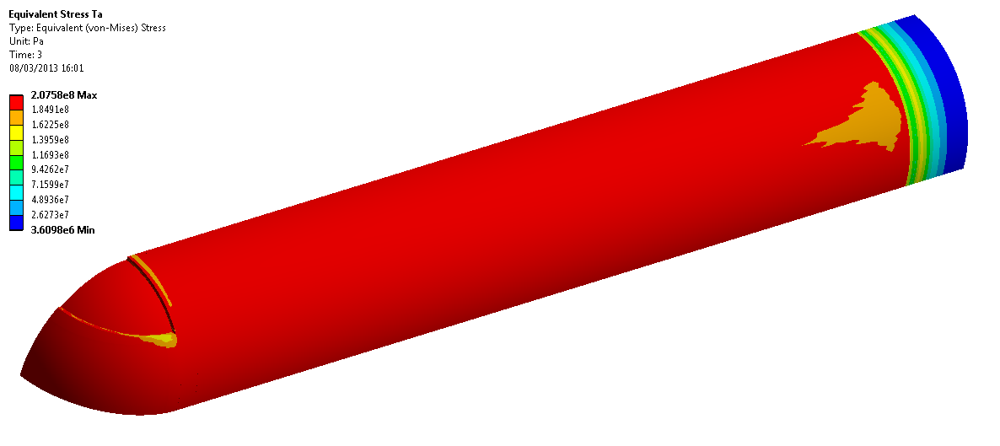 Equivalent Stress Ta
Type: Equivalent (von-Mises) Stress
Unit: Pa
Time: 3
08/03/2013 16:01
2.0758e8 Max
1.8491e8
1.6225e8
1.3959e8
1.1693e8
9.4262e7
7.1599e7
4.8936e7
2.6273e7
3.6098e6 Min